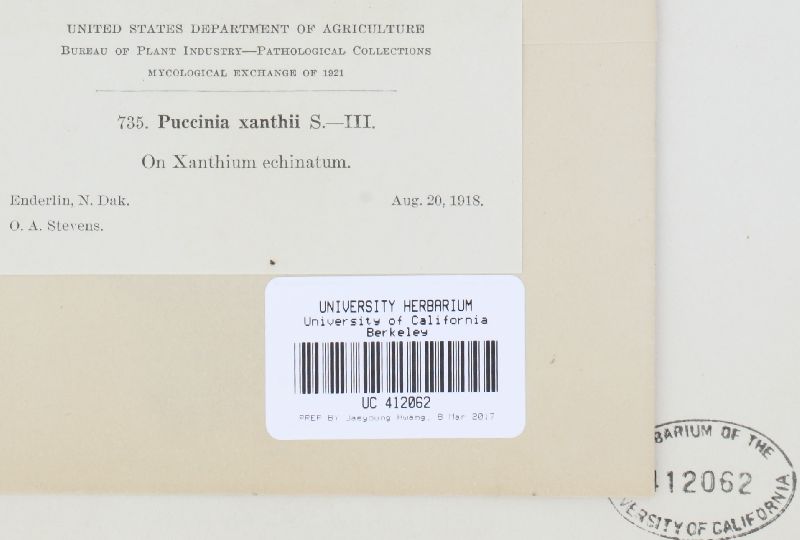 UNITED STATES DEPARTMENT OF AGRICULTURE
BUREAU OF PLANT INDUSTRY—PATHOLOGICAL COLLECTIONS
MYCOLOGICAL EXCHANGE OF 1921
735. Puccinia xanthii S.—III.
On Xanthium echinatum.
Enderlin, N. Dak. Aug. 20, 1918.
O. A. Stevens.
UNIVERSITY HERBARIUM
University of California
Berkeley
UC 412062
PREP BY Jaeyoung Hwang, 8 Mar 2017
BARIUM OF THE
412062
VERSITY OF CALIFORNIA